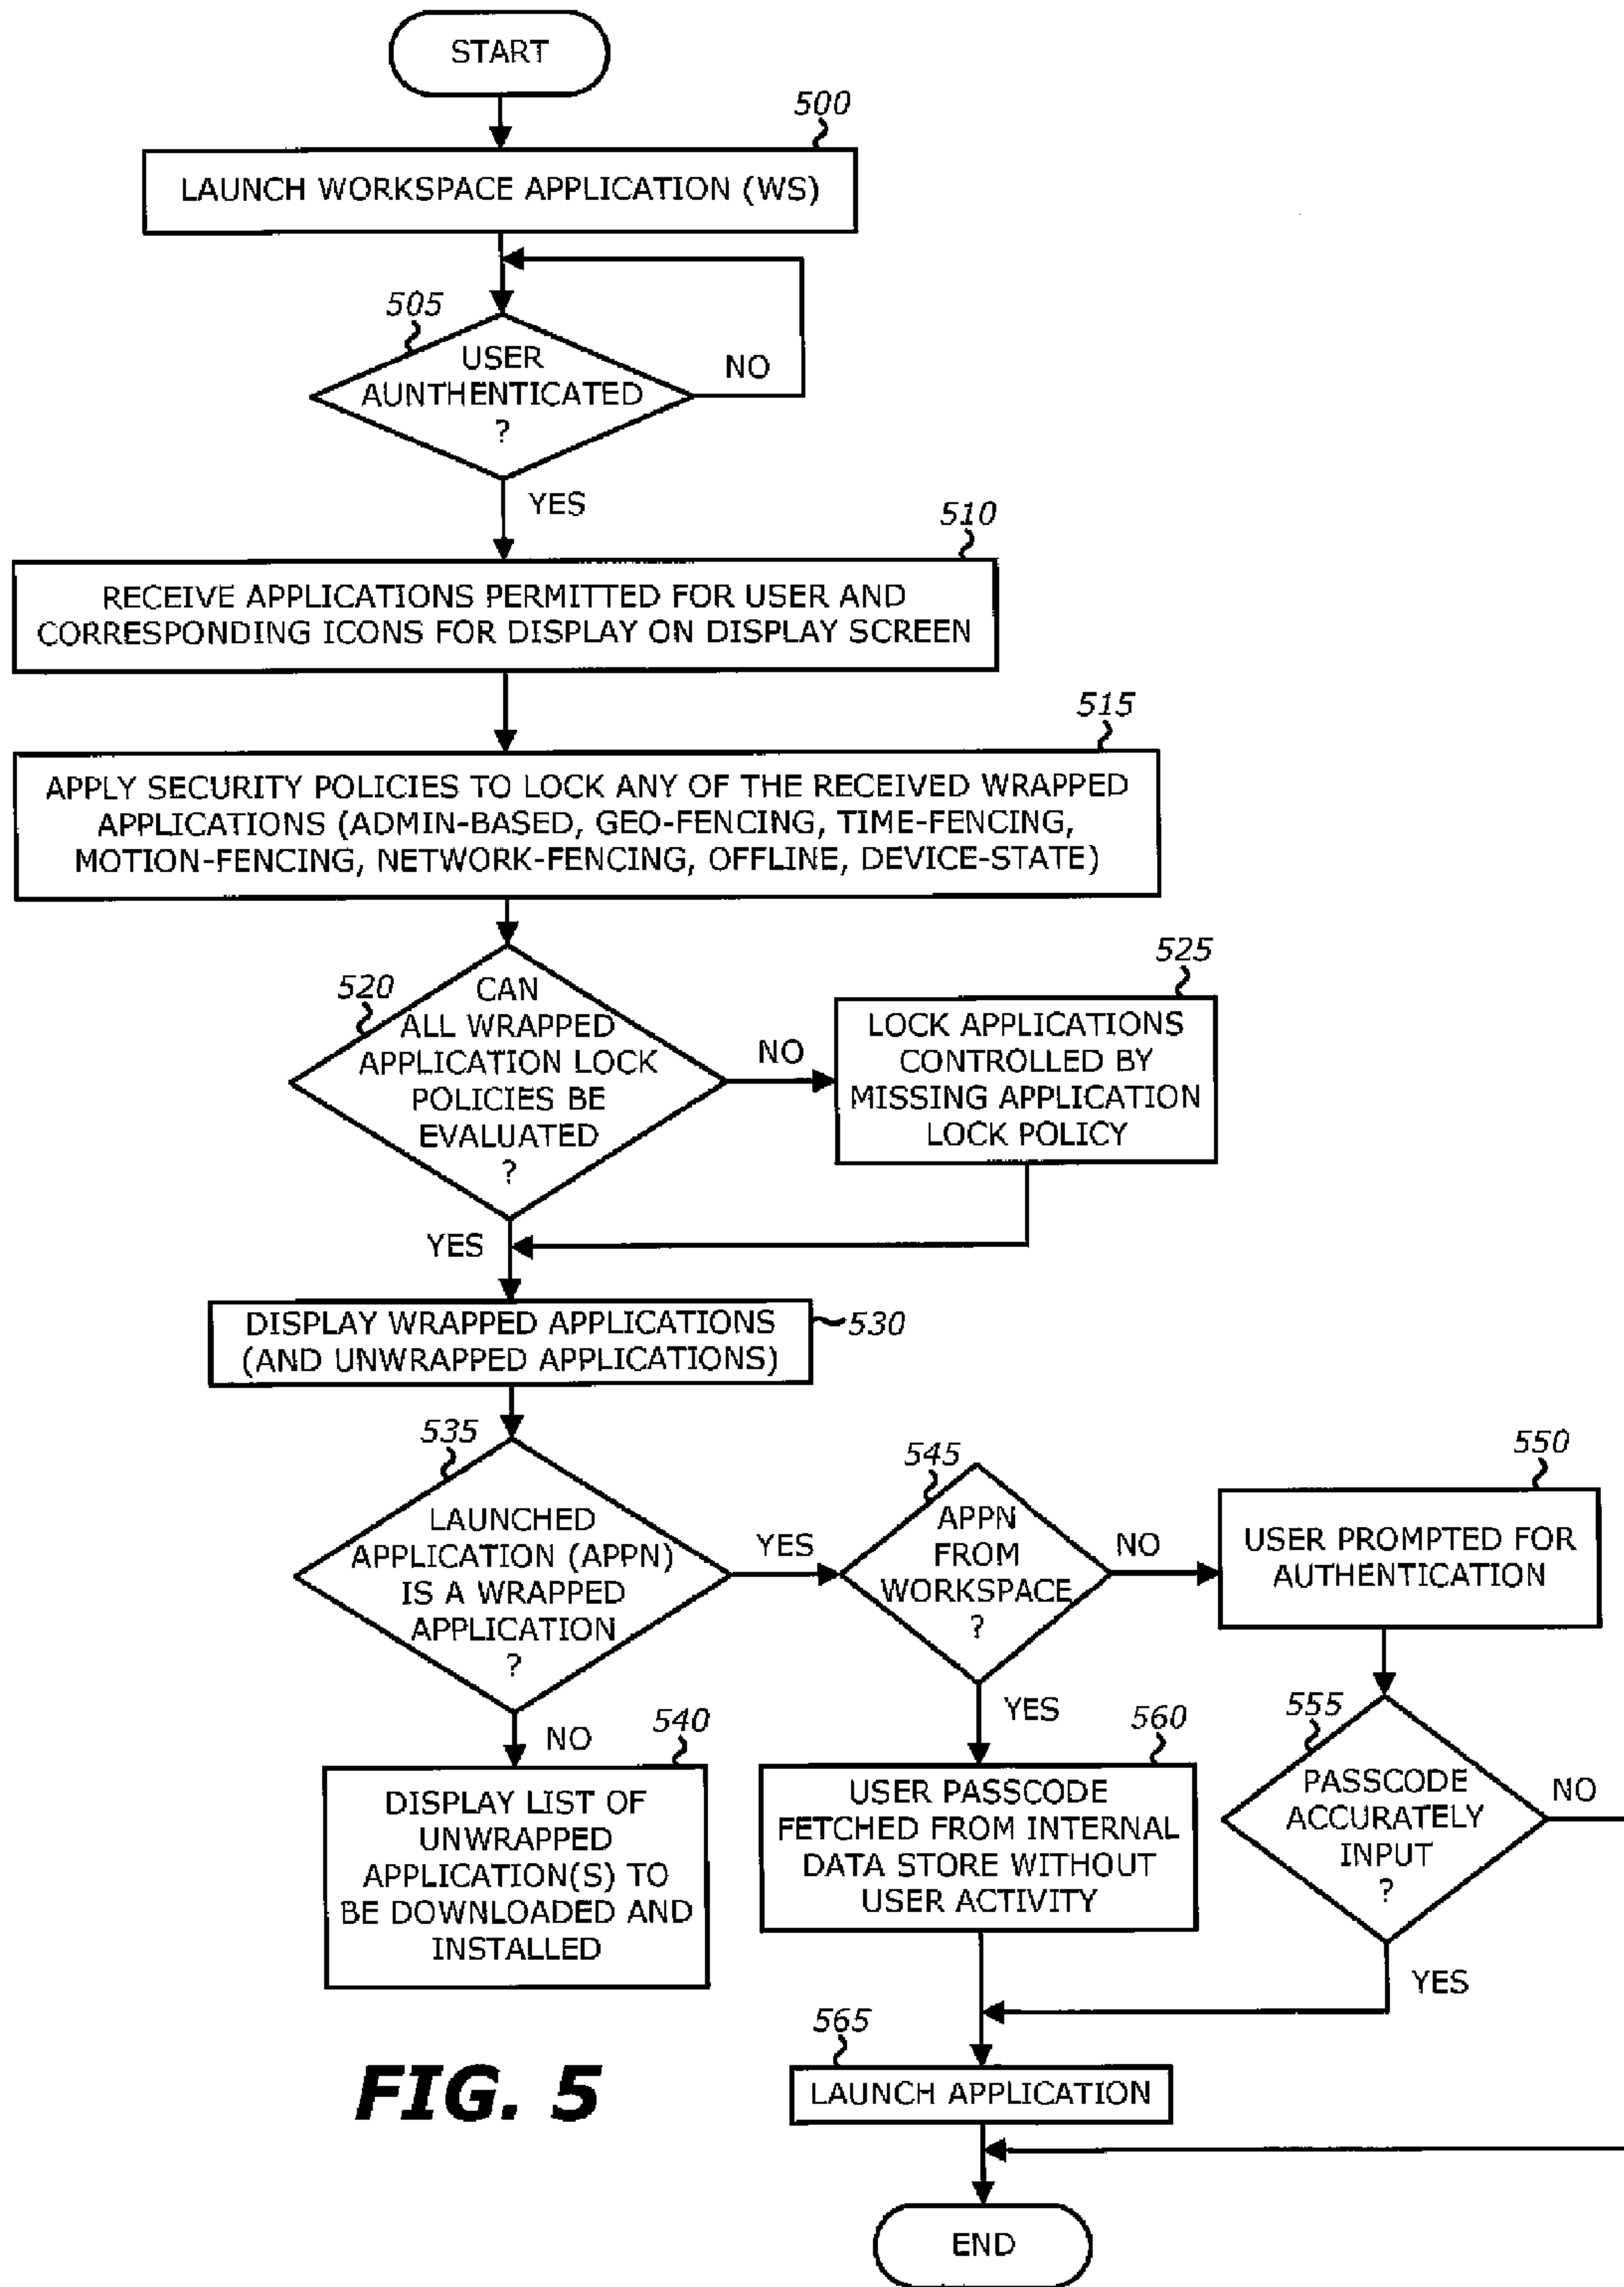 START
500
LAUNCH WORKSPACE APPLICATION (WS)
505
USER
AUNTHENTICATED
?
NO
YES
510
RECEIVE APPLICATIONS PERMITTED FOR USER AND
CORRESPONDING ICONS FOR DISPLAY ON DISPLAY SCREEN
515
APPLY SECURITY POLICIES TO LOCK ANY OF THE RECEIVED WRAPPED
APPLICATIONS (ADMIN-BASED, GEO-FENCING, TIME-FENCING,
MOTION-FENCING, NETWORK-FENCING, OFFLINE, DEVICE-STATE)
520
CAN
ALL WRAPPED
APPLICATION LOCK
POLICIES BE
EVALUATED
?
NO
YES
525
LOCK APPLICATIONS
CONTROLLED BY
MISSING APPLICATION
LOCK POLICY
DISPLAY WRAPPED APPLICATIONS
(AND UNWRAPPED APPLICATIONS)
530
535
LAUNCHED
APPLICATION (APPN)
IS A WRAPPED
APPLICATION
?
YES
NO
540
DISPLAY LIST OF
UNWRAPPED
APPLICATION(S) TO
BE DOWNLOADED AND
INSTALLED
545
APPN
FROM
WORKSPACE
?
NO
YES
550
USER PROMPTED FOR
AUTHENTICATION
555
PASSCODE
ACCURATELY
INPUT
?
NO
YES
560
USER PASSCODE
FETCHED FROM INTERNAL
DATA STORE WITHOUT
USER ACTIVITY
565
LAUNCH APPLICATION
END
FIG. 5